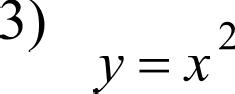 3) y = x²